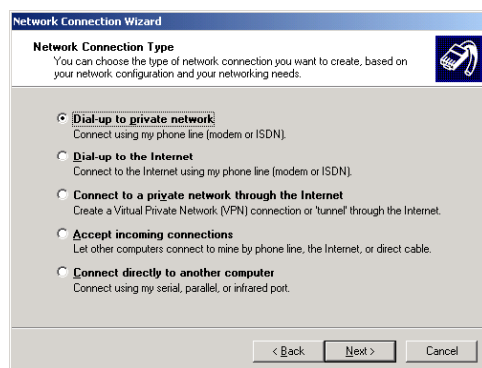 Network Connection Wizard
Network Connection Type
You can choose the type of network connection you want to create, based on
your network configuration and your networking needs.
Dial-up to private network
Connect using my phone line (modem or ISDN).
Dial-up to the Internet
Connect to the Internet using my phone line (modem or ISDN).
Connect to a private network through the Internet
Create a Virtual Private Network (VPN) connection or 'tunnel' through the Internet.
Accept incoming connections
Let other computers connect to mine by phone line, the Internet, or direct cable.
Connect directly to another computer
Connect using my serial, parallel, or infrared port.
< Back Next > Cancel